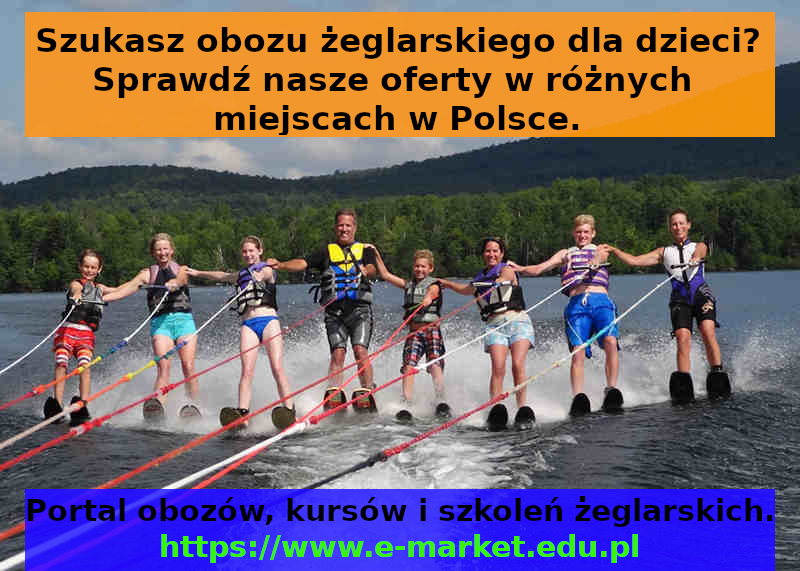 Szukasz obozu żeglarskiego dla dzieci?
Sprawdź nasze oferty w różnych
miejscach w Polsce.
Portal obozów, kursów i szkoleń żeglarskich.
https://www.e-market.edu.pl